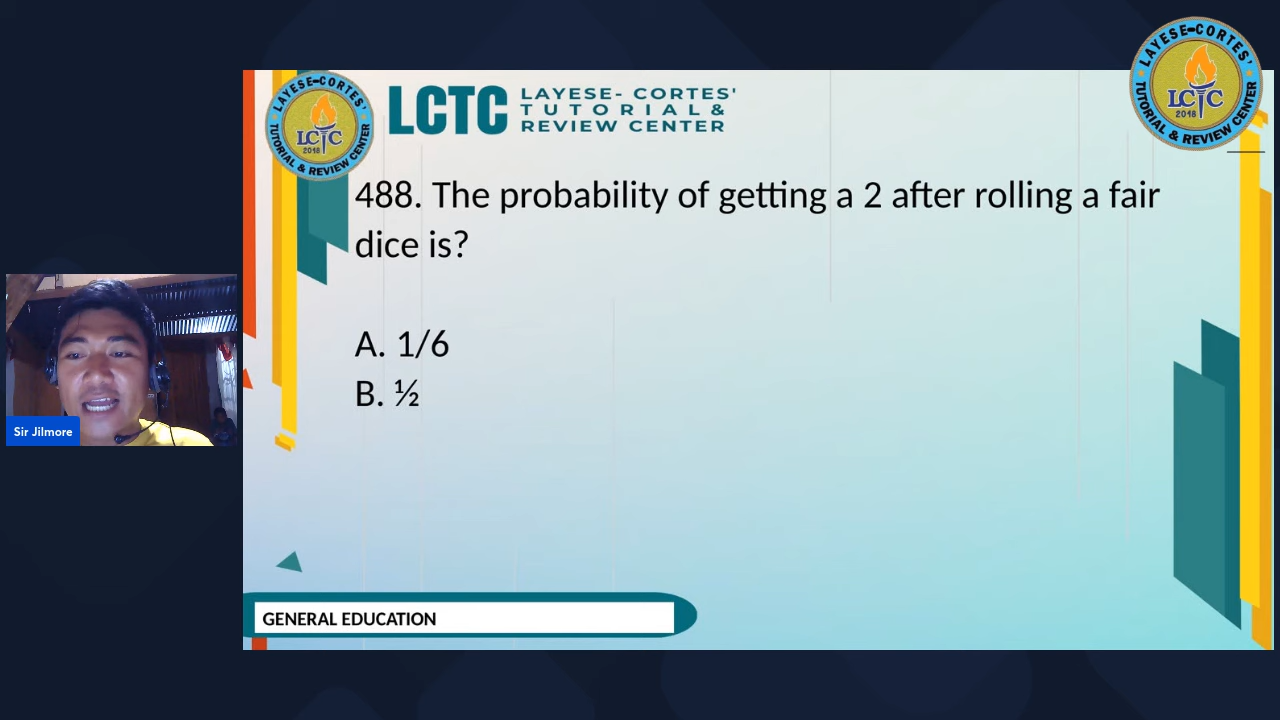 LAYESE-CORTES'
LCTC
2018
TUTORIAL & REVIEW CENTER
LAYESE-CORTES'
LCTC
2018
TUTORIAL & REVIEW CENTER
LCTC
LAYESE- CORTES'
TUTORIAL &
REVIEW CENTER
488. The probability of getting a 2 after rolling a fair
dice is?
A. 1/6
B. ½
Sir Jilmore
GENERAL EDUCATION